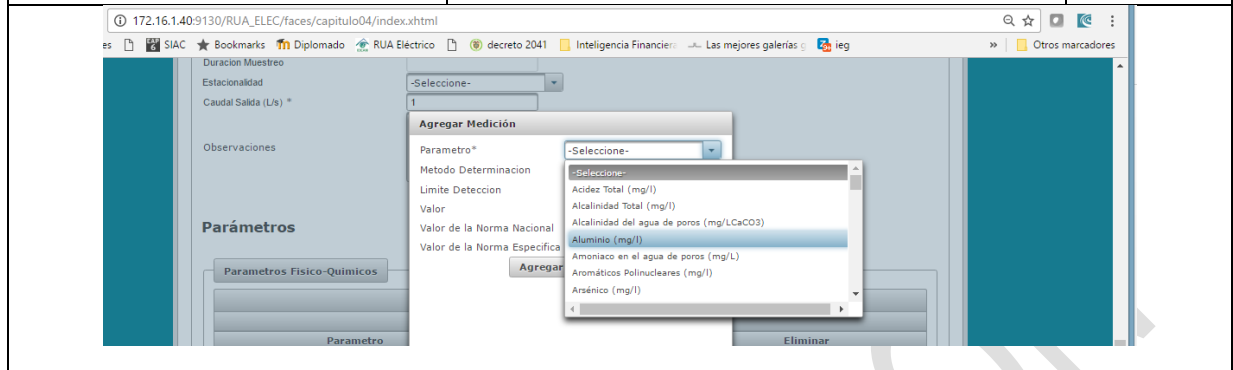 172.16.1.40:9130/RUA_ELEC/faces/capitulo04/index.xhtml
es SIAC Bookmarks Diplomado RUA Eléctrico decreto 2041 Inteligencia Financiera Las mejores galerías g ieg » Otros marcadores
Duracion Muestreo
Estacionalidad -Seleccione-
Caudal Salida (L/s) * 1
Observaciones
Agregar Medición
Parametro* -Seleccione-
Metodo Determinacion
Limite Deteccion
Valor
Valor de la Norma Nacional
Valor de la Norma Especifica
Agregar
-Seleccione-
Acidez Total (mg/l)
Alcalinidad Total (mg/l)
Alcalinidad del agua de poros (mg/LCaCO3)
Aluminio (mg/l)
Amoniaco en el agua de poros (mg/L)
Aromáticos Polinucleares (mg/l)
Arsénico (mg/l)
Parámetros
Parametros Fisico-Quimicos
Parametro Eliminar